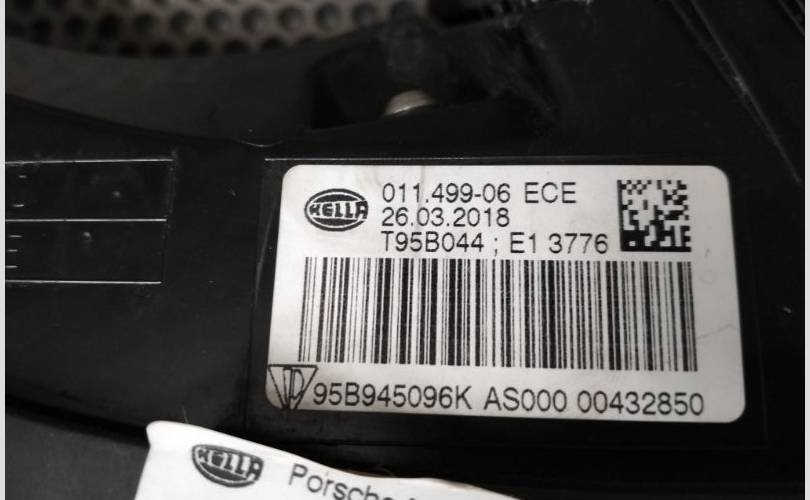 HELLA
011.499-06 ECE
26.03.2018
T95B044 ; E1 3776
95B945096K AS000 00432850
HELLA
Porsche